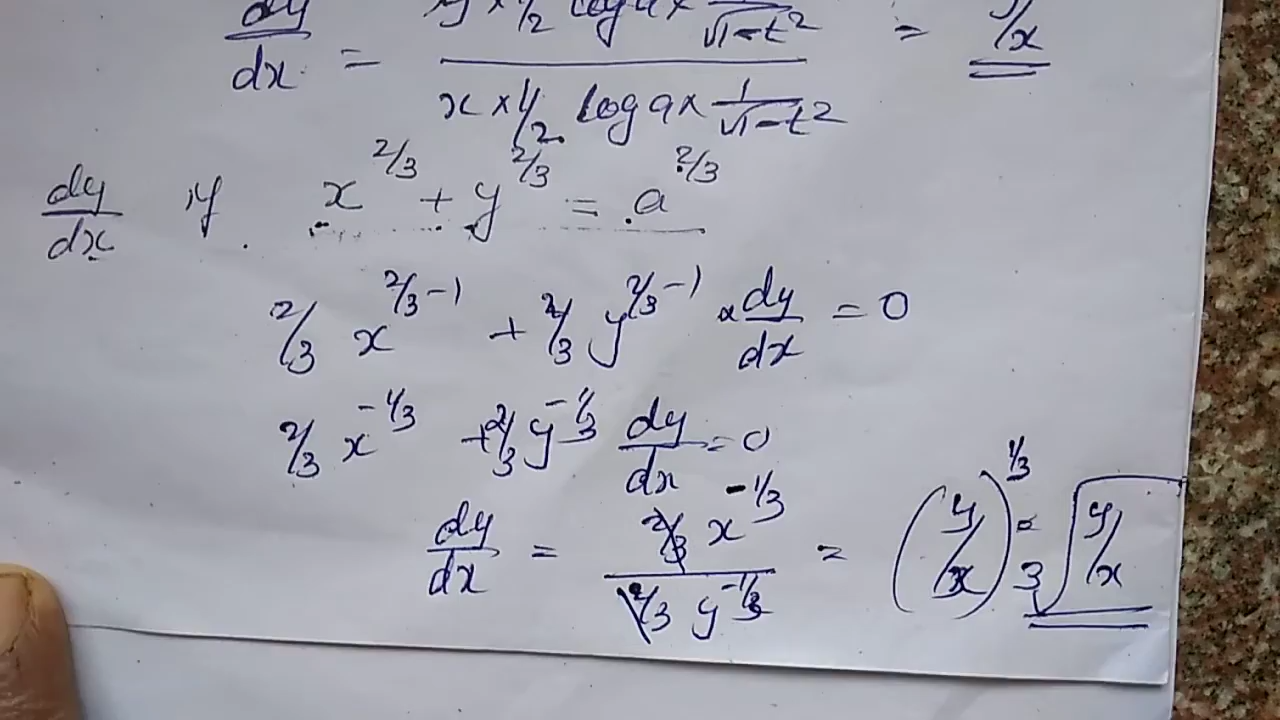 dy/dx = y × 1/2 log a × 1/√1-t² / x × 1/2 log a × 1/√1-t² = y/x
dy/dx if x^2/3 + y^2/3 = a^2/3
2/3 x^2/3-1 + 2/3 y^2/3-1 × dy/dx = 0
2/3 x^-1/3 + 2/3 y^-1/3 dy/dx = 0
dy/dx = 2/3 x^-1/3 / 2/3 y^-1/3 = (y/x)^1/3 = 3√y/x